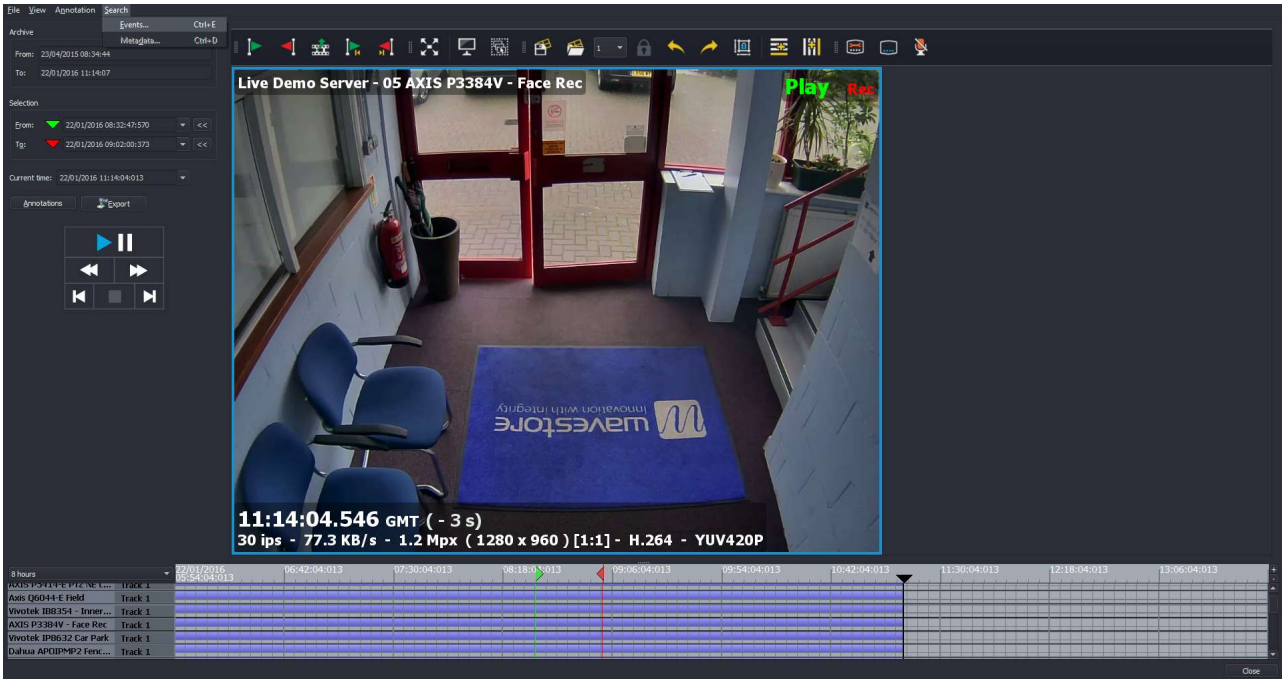 File View Annotation Search
Events... Ctrl+E
Metadata... Ctrl+D
Archive
From: 23/04/2015 08:34:44
To: 22/01/2016 11:14:07
Selection
From: 22/01/2016 08:32:47:570 <<
Tg: 22/01/2016 09:02:00:373 <<
Current time: 22/01/2016 11:14:04:013
Annotations Export
1
Live Demo Server - 05 AXIS P3384V - Face Rec
Play Rec
wavestore
Innovation with integrity
11:14:04.546 GMT ( - 3 s)
30 ips - 77.3 KB/s - 1.2 Mpx ( 1280 x 960 ) [1:1] - H.264 - YUV420P
8 hours
22/01/2016
05:54:04:013 06:42:04:013 07:30:04:013 08:18:04:013 09:06:04:013 09:54:04:013 10:42:04:013 11:30:04:013 12:18:04:013 13:06:04:013
Track 1
Axis Q6044-E Field Track 1
Vivotek IB8354 - Inner... Track 1
AXIS P3384V - Face Rec Track 1
Vivotek IP8632 Car Park Track 1
Dahua APOIPMP2 Fenc... Track 1
Close